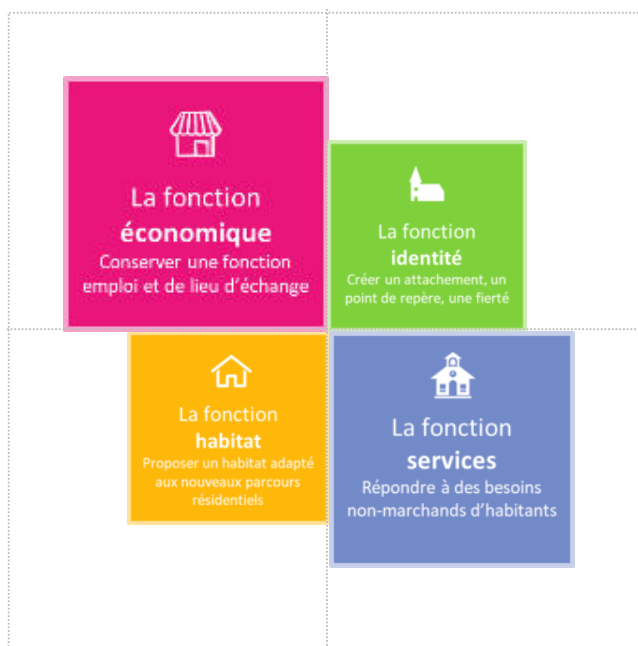 La fonction
économique
Conserver une fonction
emploi et de lieu d'échange
La fonction
identité
Créer un attachement, un
point de repère, une fierté
La fonction
habitat
Proposer un habitat adapté
aux nouveaux parcours
résidentiels
La fonction
services
Répondre à des besoins
non-marchands d'habitants